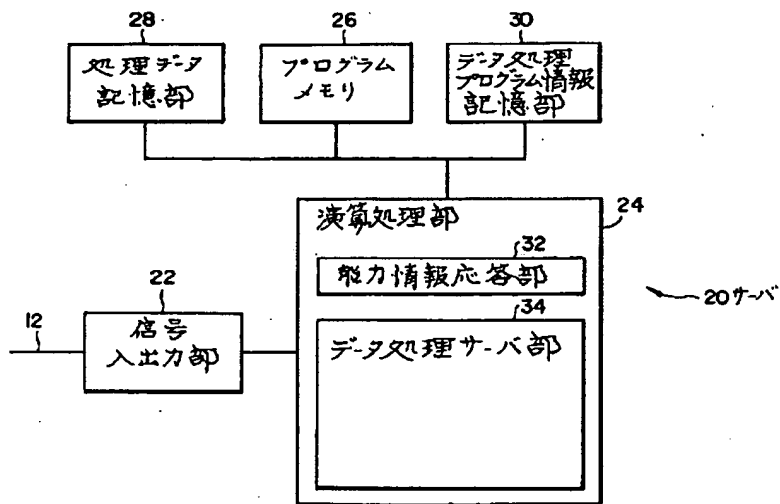 28
処理データ
記憶部
26
プログラム
メモリ
30
データ処理
プログラム情報
記憶部
24
演算処理部
32
能力情報応答部
34
データ処理サーバ部
20サーバ
22
12
信号
入出力部